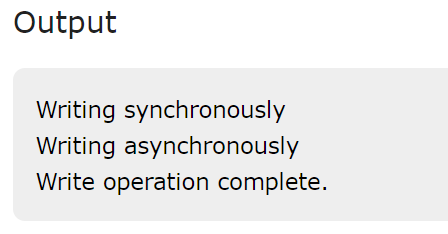 Output
Writing synchronously
Writing asynchronously
Write operation complete.